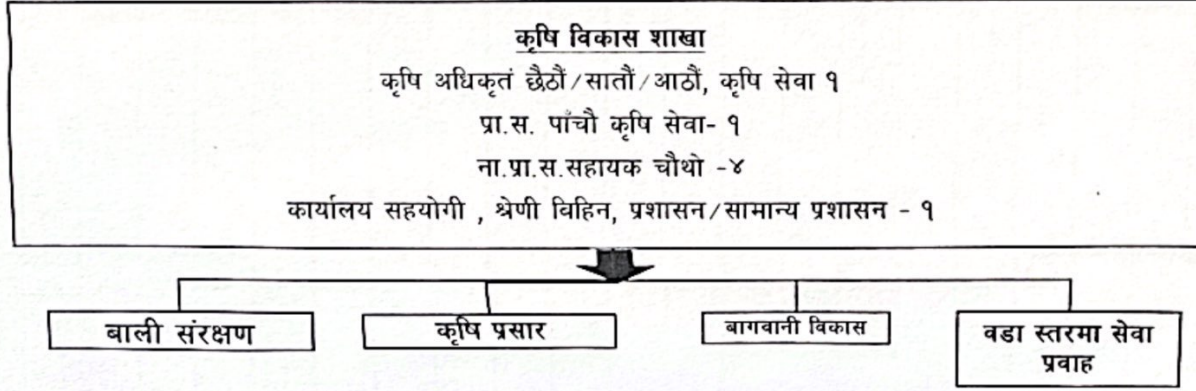 कृषि विकास शाखा
कृषि अधिकृतं छैठौं/सातौं/आठौं, कृषि सेवा १
प्रा.स. पाँचौ कृषि सेवा- १
ना.प्रा.स.सहायक चौथो -४
कार्यालय सहयोगी , श्रेणी विहिन, प्रशासन/सामान्य प्रशासन - १
बाली संरक्षण
कृषि प्रसार
बागवानी विकास
वडा स्तरमा सेवा
प्रवाह